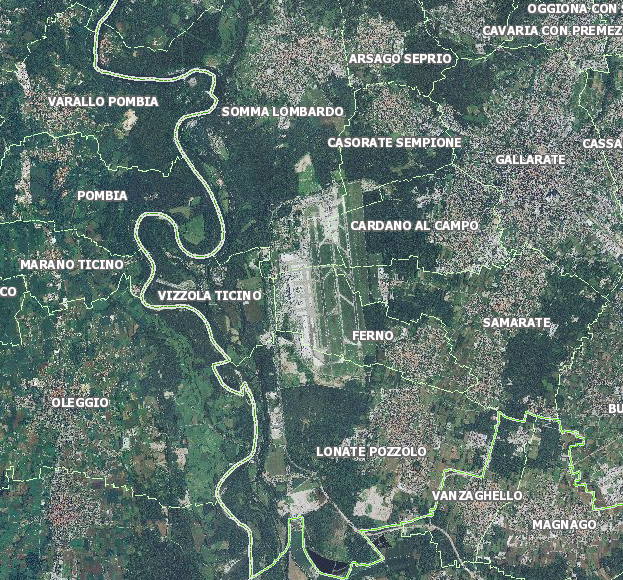 OGGIONA CON S
CAVARIA CON PREMEZ
ARSAGO SEPRIO
VARALLO POMBIA
SOMMA LOMBARDO
CASORATE SEMPIONE
CASSA
GALLARATE
POMBIA
CARDANO AL CAMPO
MARANO TICINO
CO
VIZZOLA TICINO
SAMARATE
FERNO
OLEGGIO
BU
LONATE POZZOLO
VANZAGHELLO
MAGNAGO